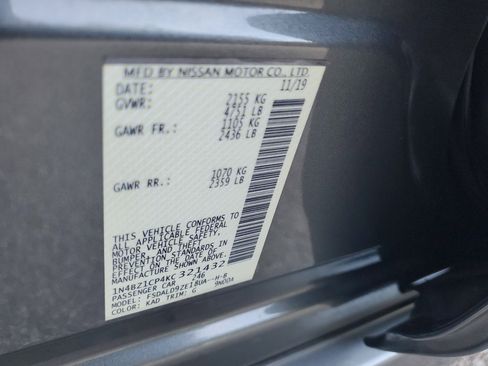 MFD BY NISSAN MOTOR CO., LTD.
DATE: 11/19
GVWR: 2155 KG
4751 LB
GAWR FR.: 1105 KG
2436 LB
GAWR RR.: 1070 KG
2359 LB
THIS VEHICLE CONFORMS TO
ALL APPLICABLE FEDERAL
MOTOR VEHICLE SAFETY,
BUMPER, AND THEFT
PREVENTION STANDARDS IN
EFFECT ON THE DATE OF
MANUFACTURE SHOWN ABOVE.
1N4BZ1CP4KC321432
PASSENGER CAR 246
MODEL: FSDALD9ZE1BUA--H-B
COLOR: KAD TRIM: G 9NDDA